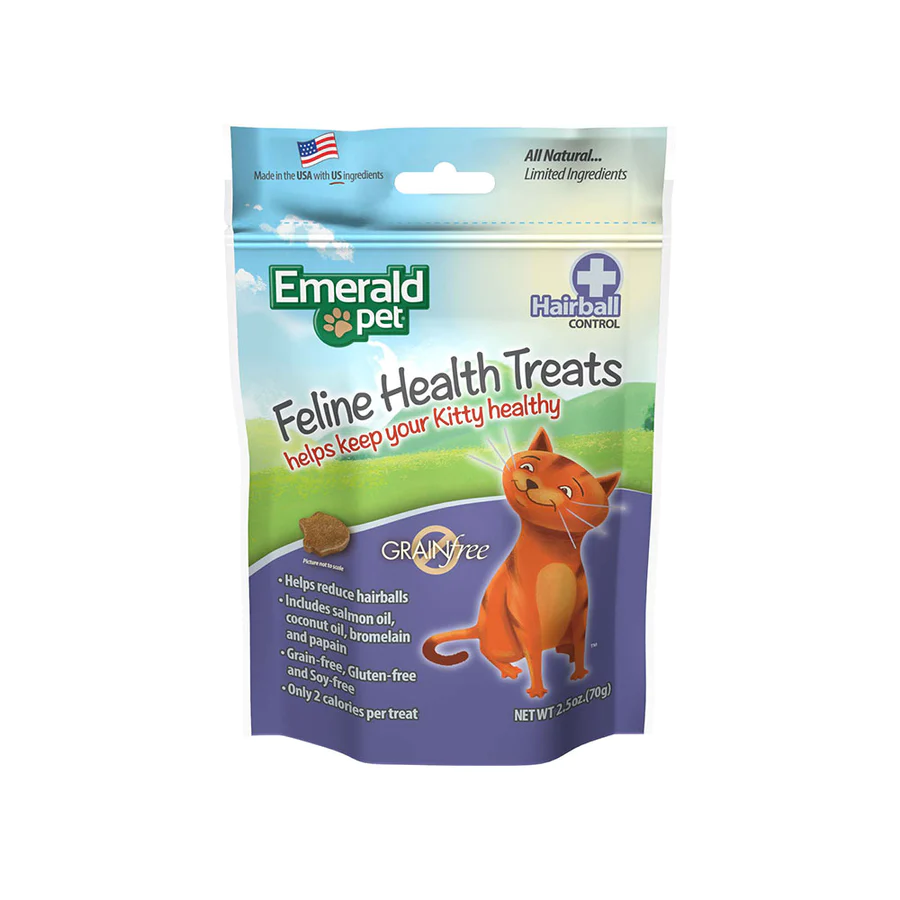 Made in the USA with US ingredients
All Natural...
Limited Ingredients
Emerald
pet
Hairball
CONTROL
Feline Health Treats
helps keep your Kitty healthy
GRAINfree
Picture not to scale
• Helps reduce hairballs
• Includes salmon oil,
coconut oil, bromelain
and papain
• Grain-free, Gluten-free
and Soy-free
• Only 2 calories per treat
TM
NET WT 2.5oz.(70g)